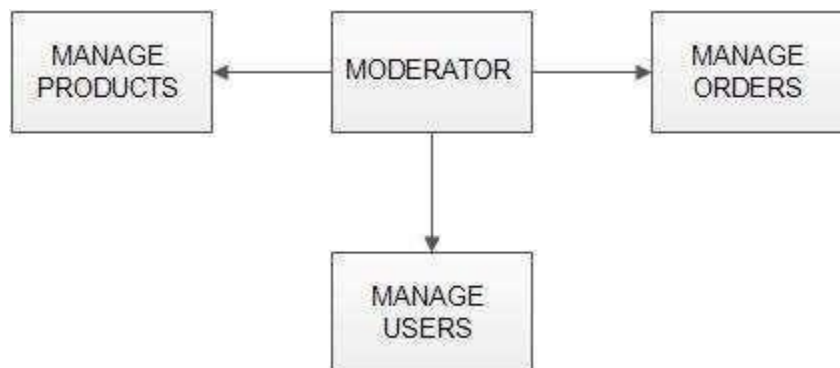 MANAGE
PRODUCTS
MODERATOR
MANAGE
ORDERS
MANAGE
USERS